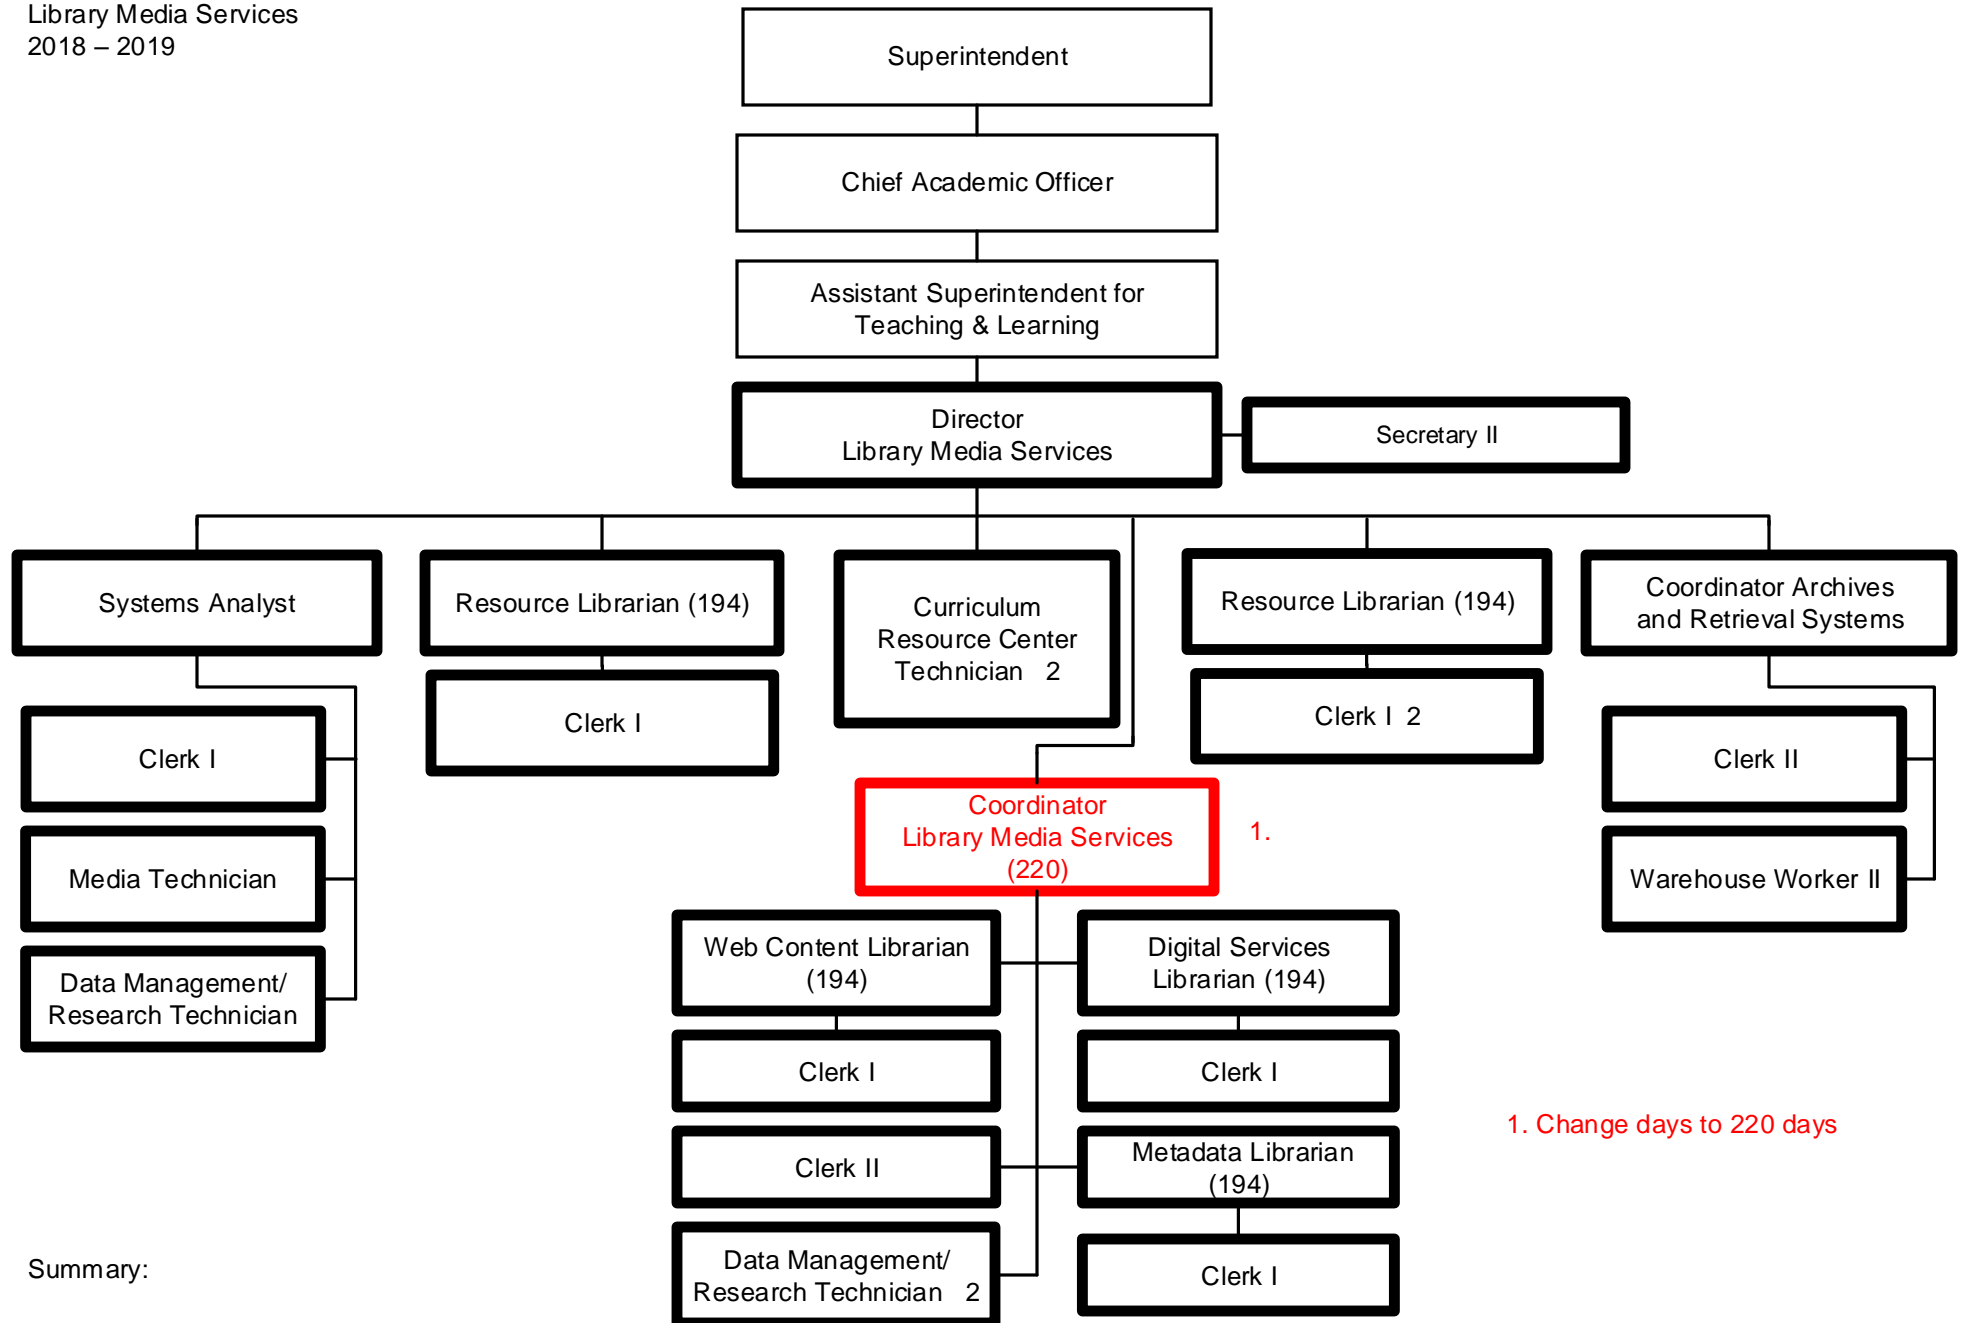 Library Media Services
2018 – 2019
Superintendent
Chief Academic Officer
Assistant Superintendent for
Teaching & Learning
Director
Library Media Services
Secretary II
Systems Analyst
Resource Librarian (194)
Curriculum
Resource Center
Technician 2
Resource Librarian (194)
Coordinator Archives
and Retrieval Systems
Clerk I
Media Technician
Data Management/
Research Technician
Clerk I
Clerk I 2
Clerk II
Warehouse Worker II
Coordinator
Library Media Services
(220)
1.
Web Content Librarian
(194)
Digital Services
Librarian (194)
Clerk I
Clerk I
Clerk II
Metadata Librarian
(194)
Data Management/
Research Technician 2
Clerk I
1. Change days to 220 days
Summary: